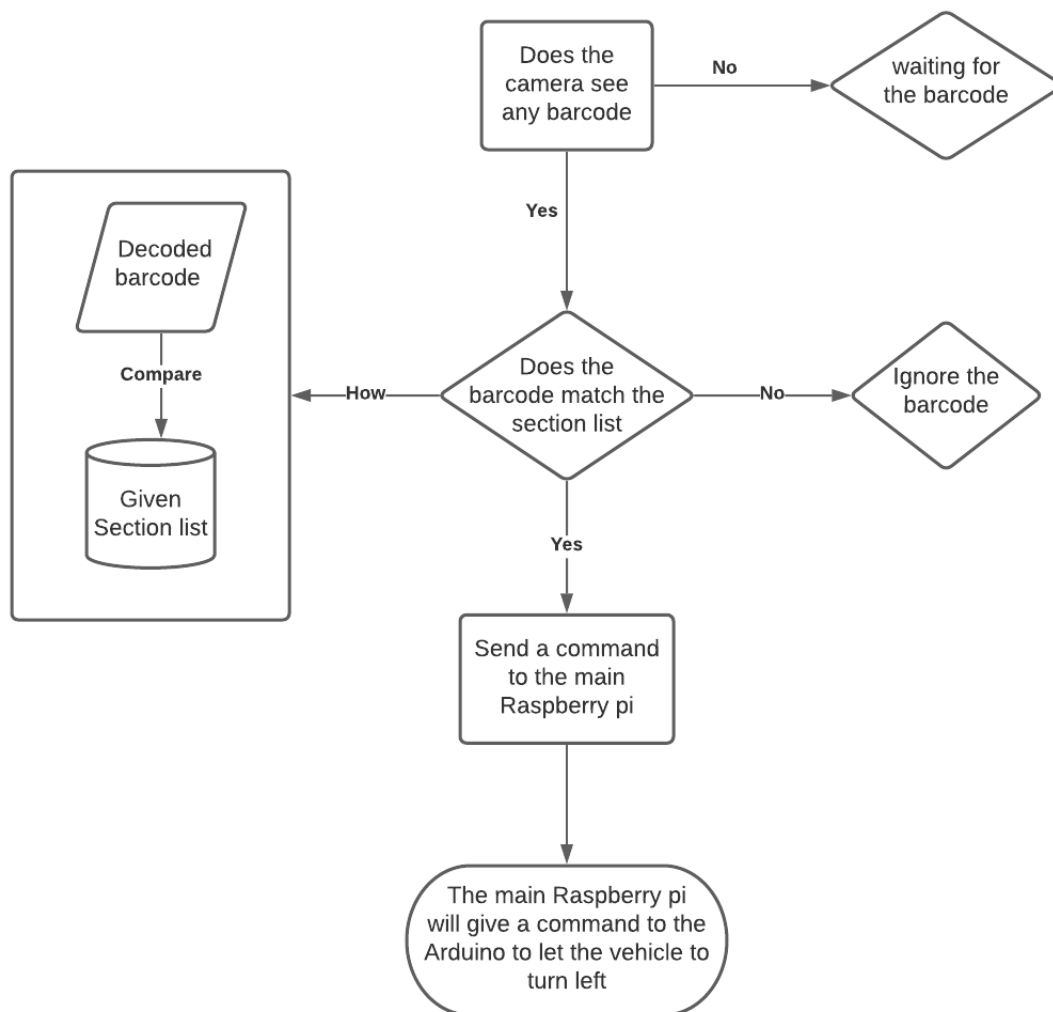 Does the
camera see
any barcode
No
waiting for
the barcode
Yes
Decoded
barcode
Compare
Given
Section list
How
Does the
barcode match the
section list
No
Ignore the
barcode
Yes
Send a command
to the main
Raspberry pi
The main Raspberry pi
will give a command to the
Arduino to let the vehicle to
turn left